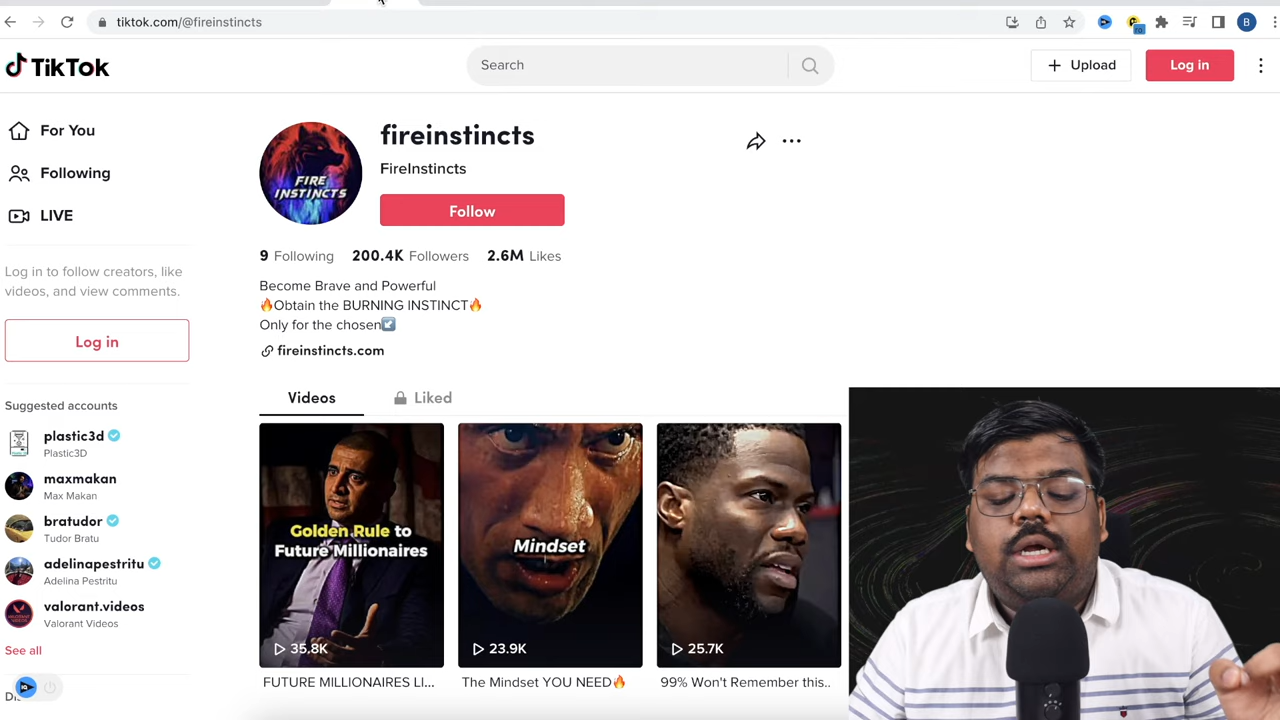 tiktok.com/@fireinstincts
ro
B
TikTok
Search
Upload
Log in
For You
Following
LIVE
Log in to follow creators, like
videos, and view comments.
Log in
Suggested accounts
plastic3d
Plastic3D
maxmakan
Max Makan
bratudor
Tudor Bratu
adelinapestritu
Adelina Pestritu
valorant.videos
Valorant Videos
See all
FIRE
INSTINCTS
fireinstincts
FireInstincts
Follow
9 Following 200.4K Followers 2.6M Likes
Become Brave and Powerful
🔥Obtain the BURNING INSTINCT🔥
Only for the chosen↙️
fireinstincts.com
Videos Liked
Golden Rule to
Future Millionaires
35.8K
FUTURE MILLIONAIRES LI...
Mindset
23.9K
The Mindset YOU NEED🔥
25.7K
99% Won't Remember this..